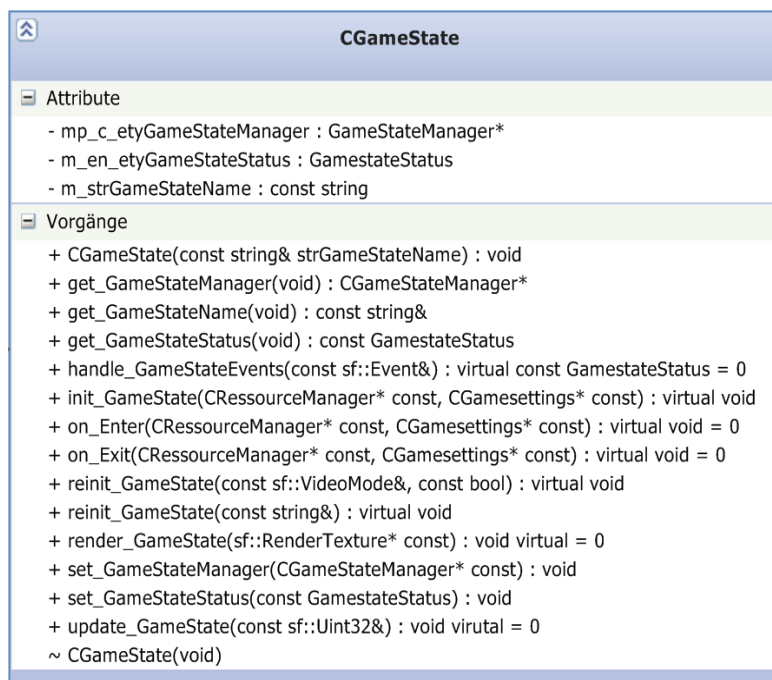 CGameState
Attribute
- mp_c_etyGameStateManager : GameStateManager*
- m_en_etyGameStateStatus : GamestateStatus
- m_strGameStateName : const string
Vorgänge
+ CGameState(const string& strGameStateName) : void
+ get_GameStateManager(void) : CGameStateManager*
+ get_GameStateName(void) : const string&
+ get_GameStateStatus(void) : const GamestateStatus
+ handle_GameStateEvents(const sf::Event&) : virtual const GamestateStatus = 0
+ init_GameState(CRessourceManager* const, CGamesettings* const) : virtual void
+ on_Enter(CRessourceManager* const, CGamesettings* const) : virtual void = 0
+ on_Exit(CRessourceManager* const, CGamesettings* const) : virtual void = 0
+ reinit_GameState(const sf::VideoMode&, const bool) : virtual void
+ reinit_GameState(const string&) : virtual void
+ render_GameState(sf::RenderTexture* const) : void virtual = 0
+ set_GameStateManager(CGameStateManager* const) : void
+ set_GameStateStatus(const GamestateStatus) : void
+ update_GameState(const sf::Uint32&) : void virutal = 0
~ CGameState(void)